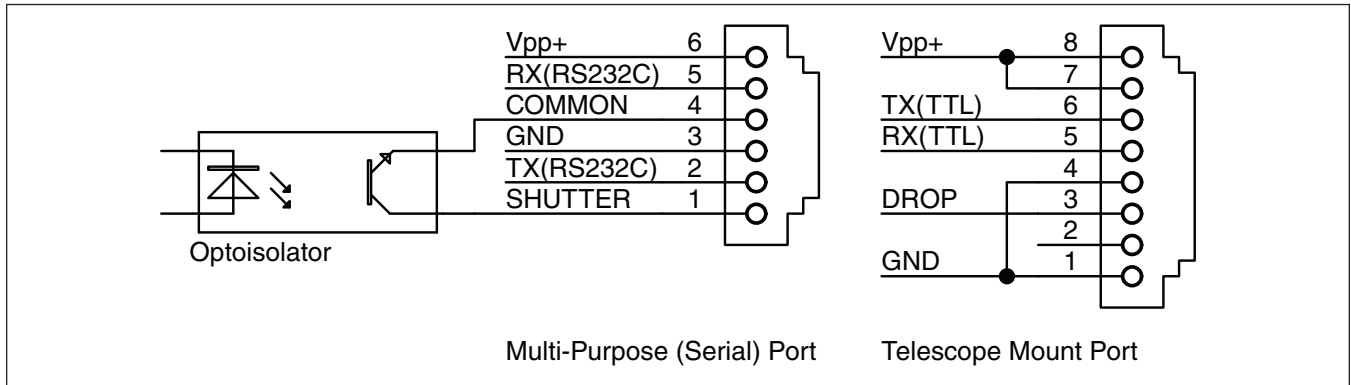 Vpp+ 6
RX(RS232C) 5
COMMON 4
GND 3
TX(RS232C) 2
SHUTTER 1
Optoisolator
Multi-Purpose (Serial) Port
Vpp+ 8
7
TX(TTL) 6
RX(TTL) 5
4
DROP 3
2
GND 1
Telescope Mount Port